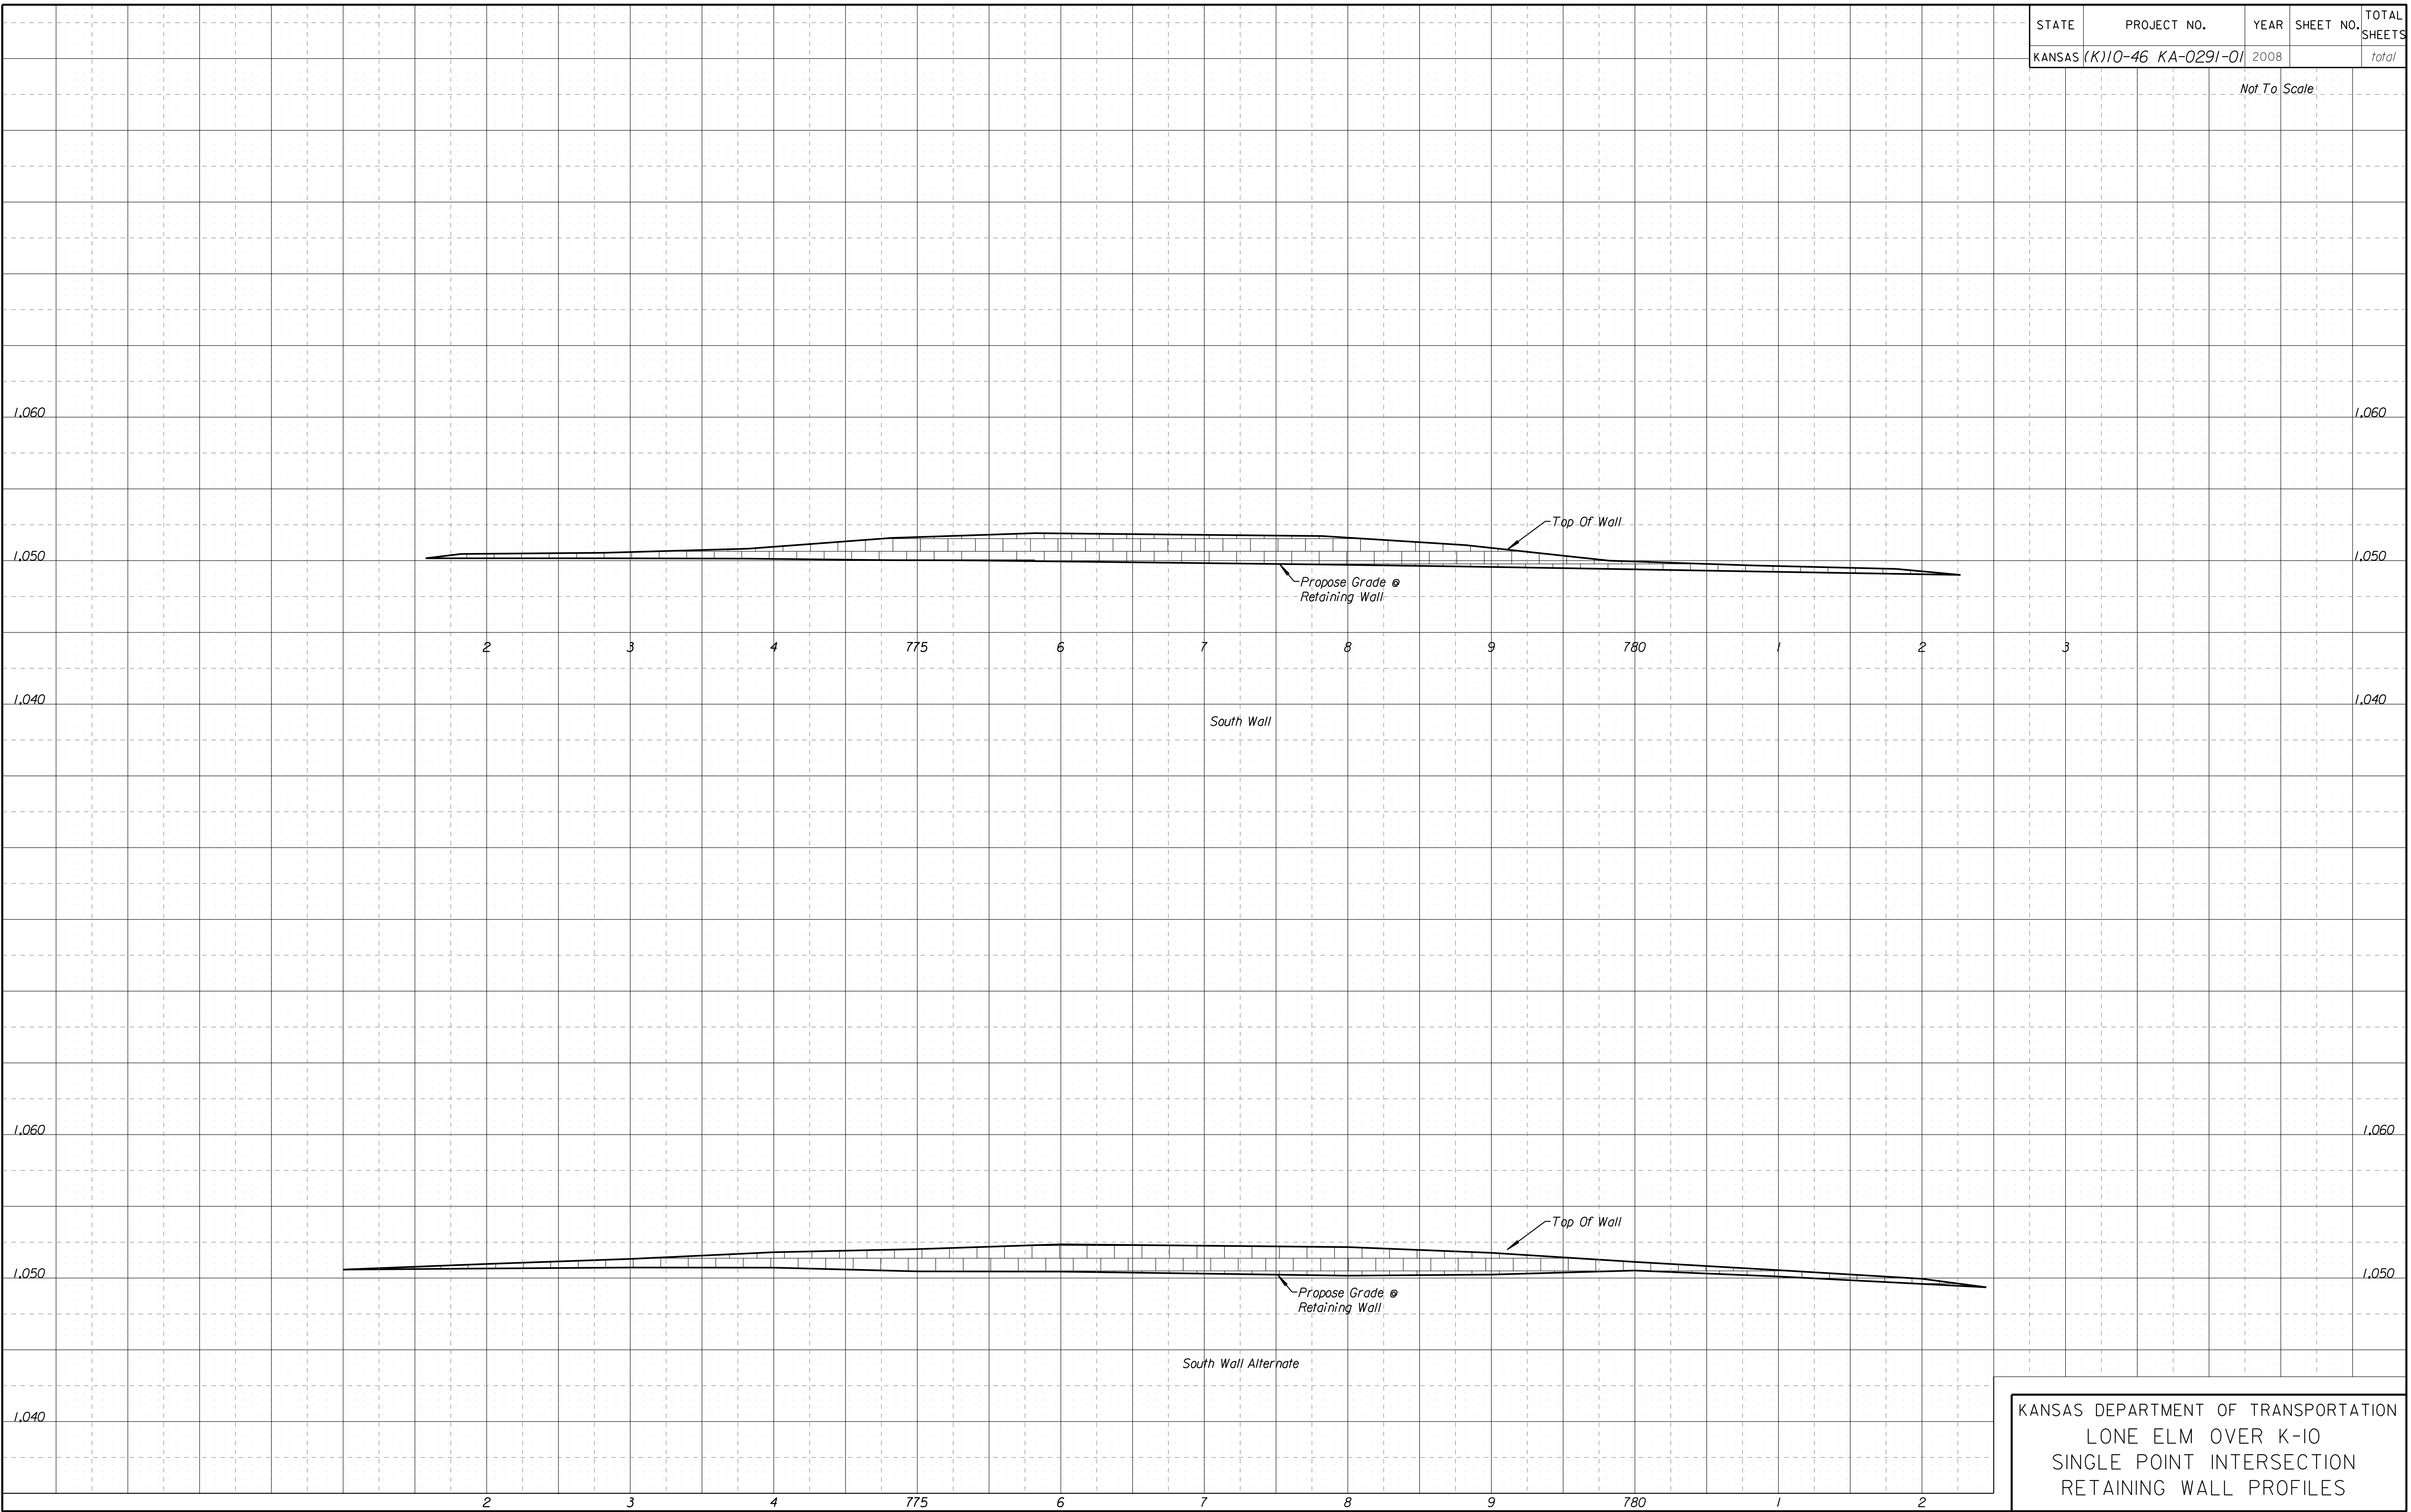 STATE PROJECT NO. YEAR SHEET NO. TOTAL SHEETS
KANSAS (K)10-46 KA-0291-01 2008 total
Not To Scale
1,060 1,060
Top Of Wall
1,050 1,050
Propose Grade @
Retaining Wall
2 3 4 775 6 7 8 9 780 1 2 3
1,040 1,040
South Wall
1,060 1,060
Top Of Wall
1,050 1,050
Propose Grade @
Retaining Wall
South Wall Alternate
1,040
KANSAS DEPARTMENT OF TRANSPORTATION
LONE ELM OVER K-10
SINGLE POINT INTERSECTION
RETAINING WALL PROFILES
2 3 4 775 6 7 8 9 780 1 2